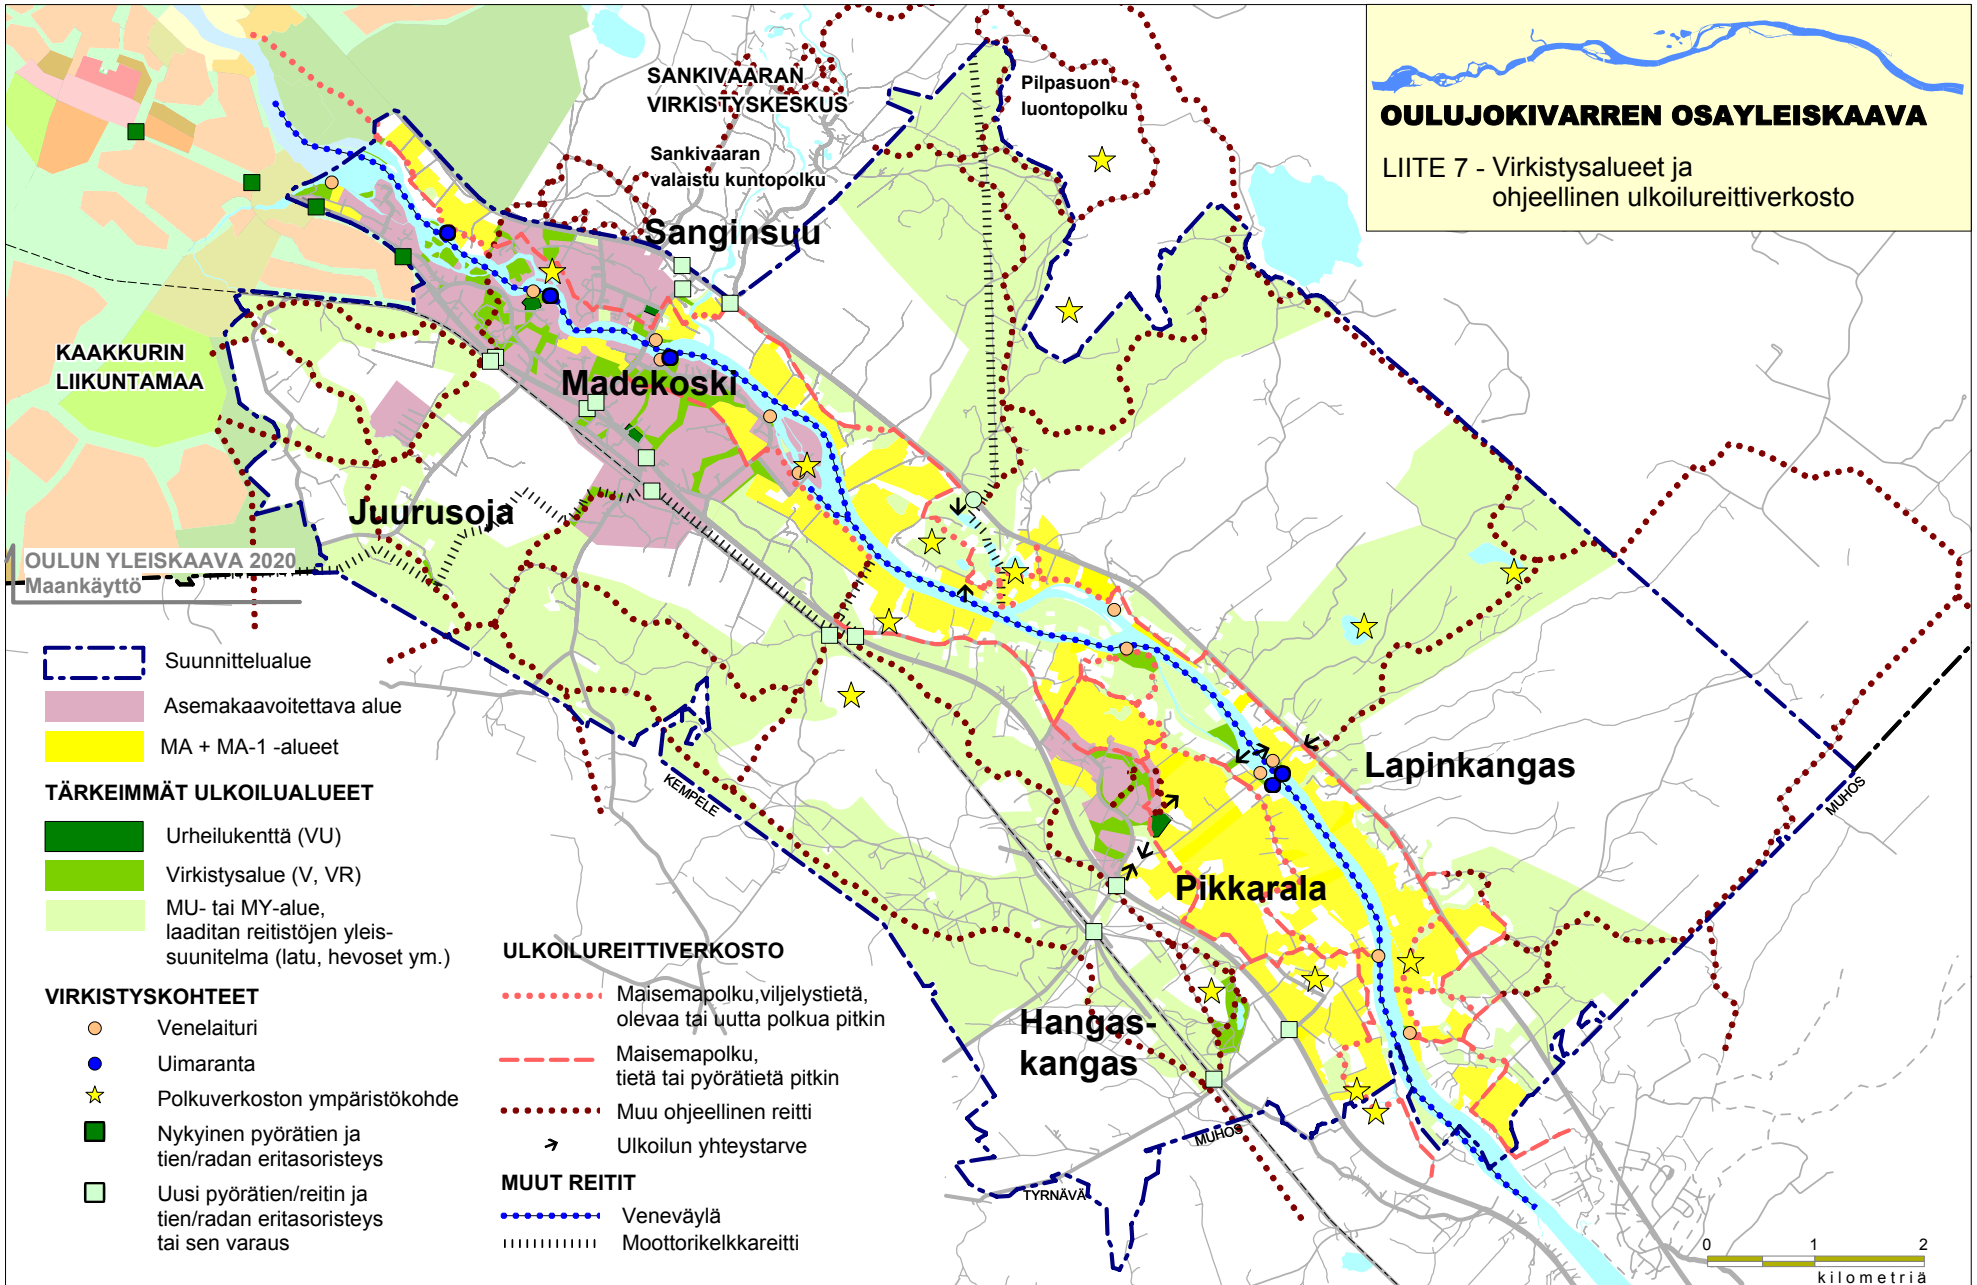 OULUJOKIVARREN OSAYLEISKAAVA
LIITE 7 - Virkistysalueet ja
ohjeellinen ulkoilureittiverkosto
SANKIVAARAN
VIRKISTYSKESKUS
Sankivaaran
valaistu kuntopolku
Pilpasuon
luontopolku
Sanginsuu
KAAKKURIN
LIIKUNTAMAA
Madekoski
Juurusoja
OULUN YLEISKAAVA 2020
Maankäyttö
KEMPELE
Lapinkangas
MUHOS
Pikkarala
Hangas-
kangas
MUHOS
TYRNÄVÄ
Suunnittelualue
Asemakaavoitettava alue
MA + MA-1 -alueet
TÄRKEIMMÄT ULKOILUALUEET
Urheilukenttä (VU)
Virkistysalue (V, VR)
MU- tai MY-alue,
laaditan reitistöjen yleis-
suunitelma (latu, hevoset ym.)
VIRKISTYSKOHTEET
Venelaituri
Uimaranta
Polkuverkoston ympäristökohde
Nykyinen pyörätien ja
tien/radan eritasoristeys
Uusi pyörätien/reitin ja
tien/radan eritasoristeys
tai sen varaus
ULKOILUREITTIVERKOSTO
Maisemapolku,viljelystietä,
olevaa tai uutta polkua pitkin
Maisemapolku,
tietä tai pyörätietä pitkin
Muu ohjeellinen reitti
Ulkoilun yhteystarve
MUUT REITIT
Veneväylä
Moottorikelkkareitti
0 1 2
kilometriä